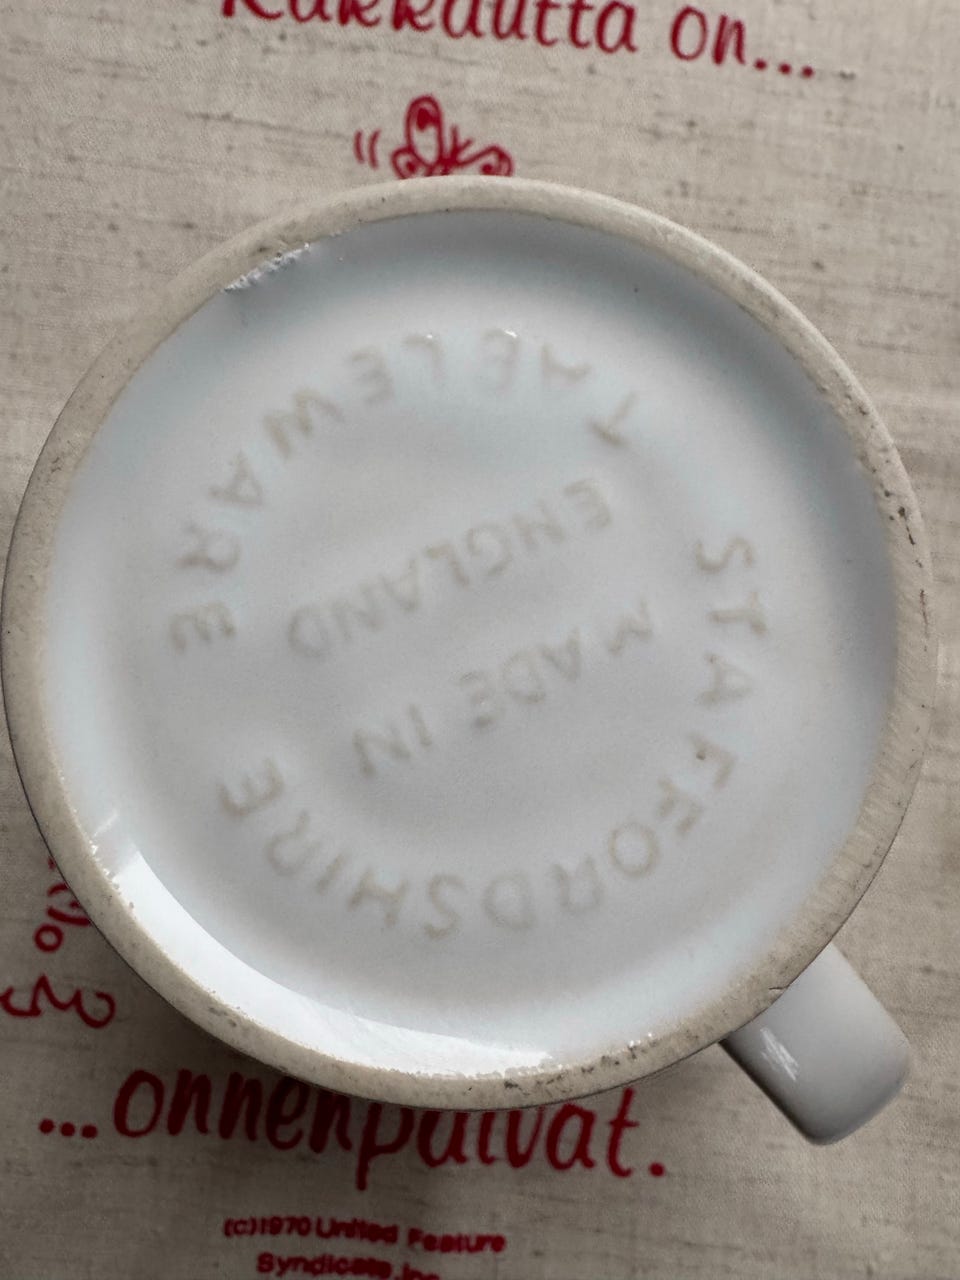 Rakkautta on...
STAFFORDSHIRE
TABLEWARE
MADE IN
ENGLAND
...onnenpäivät.
(c)1970 United Feature
Syndicate,Inc.